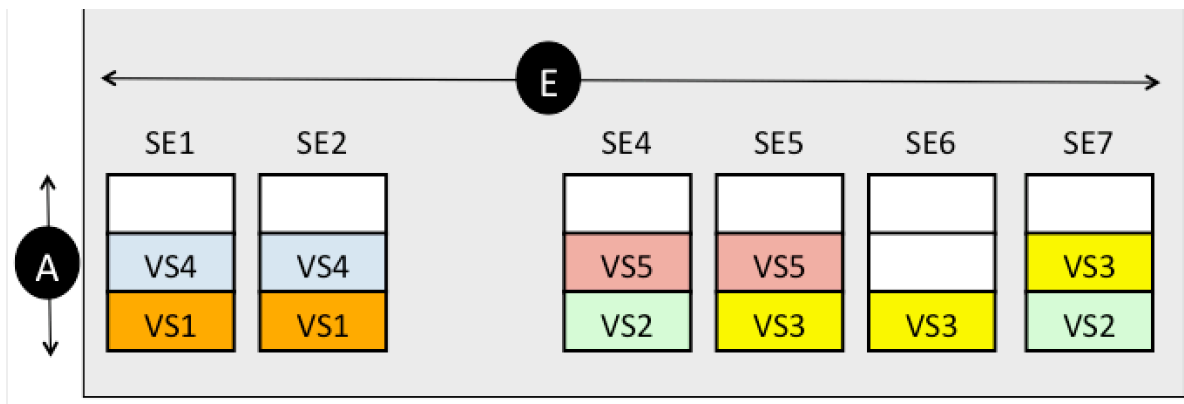 E
SE1 SE2 SE4 SE5 SE6 SE7
A
VS4 VS4 VS5 VS5 VS3
VS1 VS1 VS2 VS3 VS3 VS2